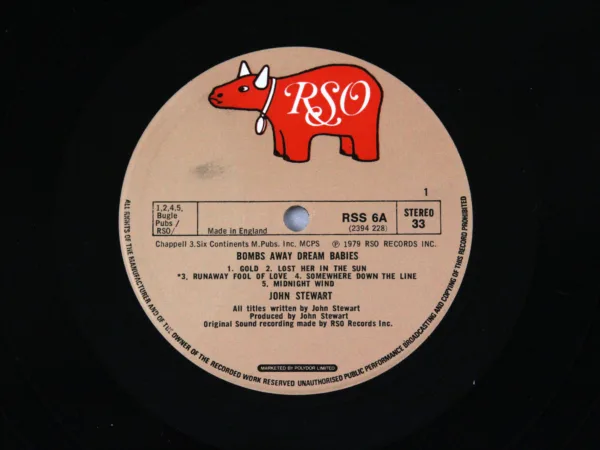 RSO
1
1,2,4,5,
Bugle
Pubs /
RSO/
Made in England
RSS 6A
(2394 228)
STEREO
33
Chappell 3.Six Continents M.Pubs. Inc, MCPS
℗ 1979 RSO RECORDS INC.
BOMBS AWAY DREAM BABIES
1. GOLD 2. LOST HER IN THE SUN
*3. RUNAWAY FOOL OF LOVE 4. SOMEWHERE DOWN THE LINE
5. MIDNIGHT WIND
JOHN STEWART
All titles written by John Stewart
Produced by John Stewart
Original Sound recording made by RSO Records Inc.
MARKETED BY POLYDOR LIMITED
ALL RIGHTS OF THE MANUFACTURER AND OF THE OWNER OF THE RECORDED WORK RESERVED UNAUTHORISED PUBLIC PERFORMANCE BROADCASTING AND COPYING OF THIS RECORD PROHIBITED